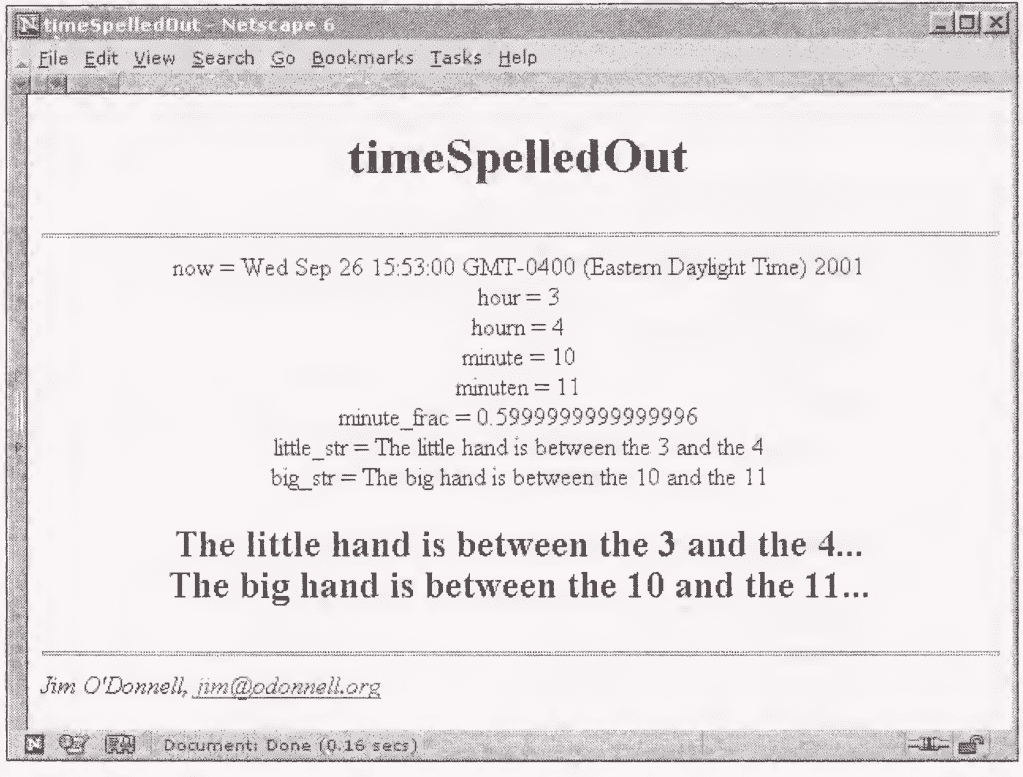 timeSpelledOut - Netscape 6
File Edit View Search Go Bookmarks Tasks Help
timeSpelledOut
now = Wed Sep 26 15:53:00 GMT-0400 (Eastern Daylight Time) 2001
hour = 3
hourn = 4
minute = 10
minuten = 11
minute_frac = 0.5999999999999996
little_str = The little hand is between the 3 and the 4
big_str = The big hand is between the 10 and the 11
The little hand is between the 3 and the 4...
The big hand is between the 10 and the 11...
Jim O'Donnell, jim@odonnell.org
Document: Done (0.16 secs)